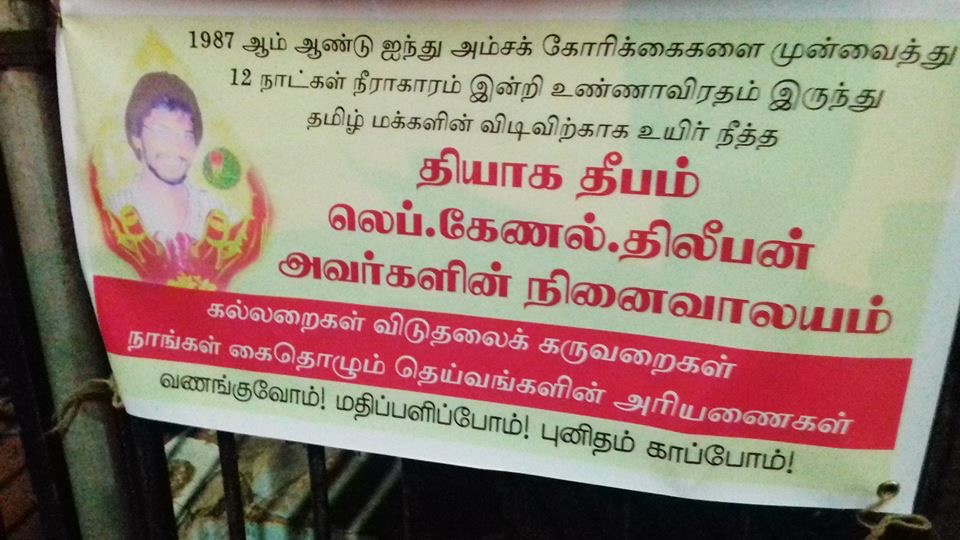 1987 ஆம் ஆண்டு ஐந்து அம்சக் கோரிக்கைகளை முன்வைத்து
12 நாட்கள் நீராகாரம் இன்றி உண்ணாவிரதம் இருந்து
தமிழ் மக்களின் விடிவிற்காக உயிர் நீத்த
தியாக தீபம்
லெப்.கேணல்.திலீபன்
அவர்களின் நினைவாலயம்
கல்லறைகள் விடுதலைக் கருவறைகள்
நாங்கள் கைதொழும் தெய்வங்களின் அரியணைகள்
வணங்குவோம்! மதிப்பளிப்போம்! புனிதம் காப்போம்!